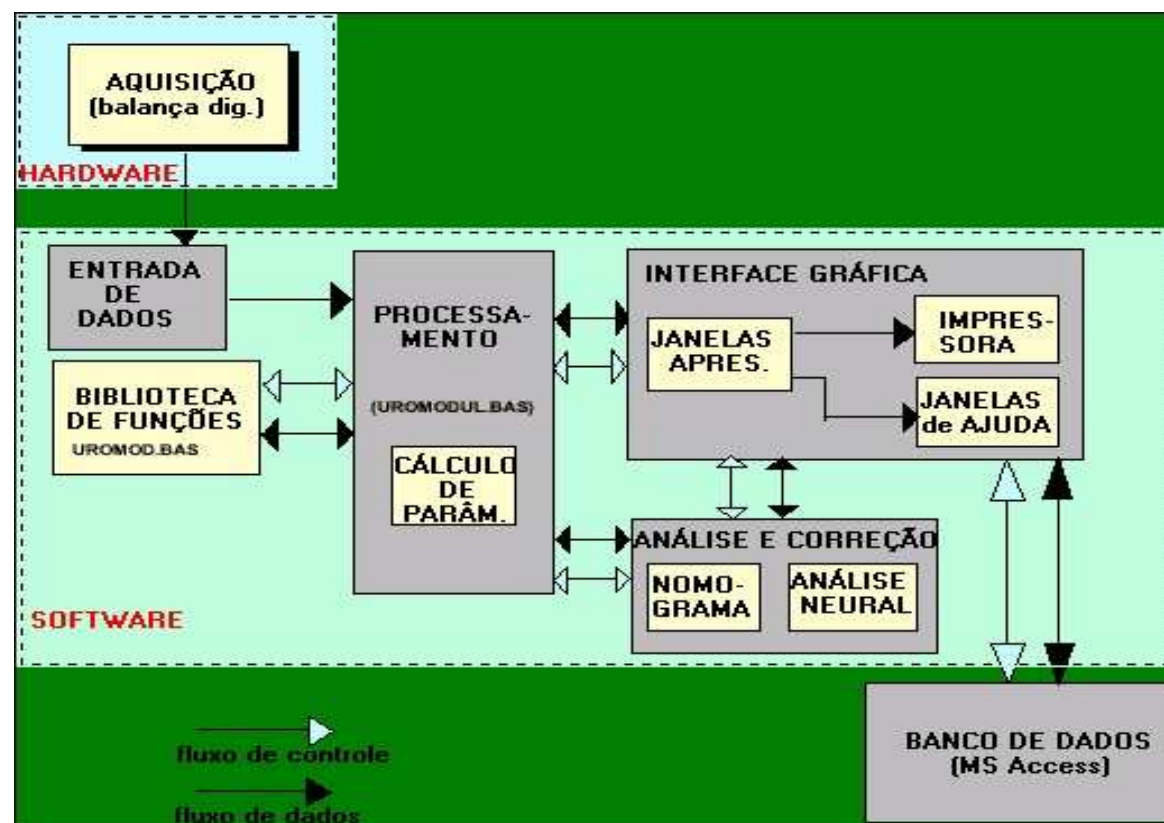 AQUISIÇÃO
(balança dig.)
HARDWARE
ENTRADA
DE
DADOS
BIBLIOTECA
DE FUNÇÕES
UROMOD.BAS
PROCESSA-
MENTO
(UROMODUL.BAS)
CÁLCULO
DE
PARÂM.
INTERFACE GRÁFICA
JANELAS
APRES.
IMPRES-
SORA
JANELAS
de AJUDA
ANÁLISE E CORREÇÃO
NOMO-
GRAMA
ANÁLISE
NEURAL
SOFTWARE
BANCO DE DADOS
(MS Access)
fluxo de controle
fluxo de dados